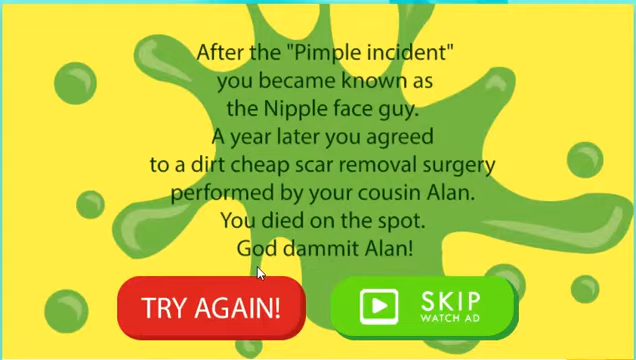 After the "Pimple incident"
you became known as
the Nipple face guy.
A year later you agreed
to a dirt cheap scar removal surgery
performed by your cousin Alan.
You died on the spot.
God dammit Alan!
TRY AGAIN!
SKIP
WATCH AD